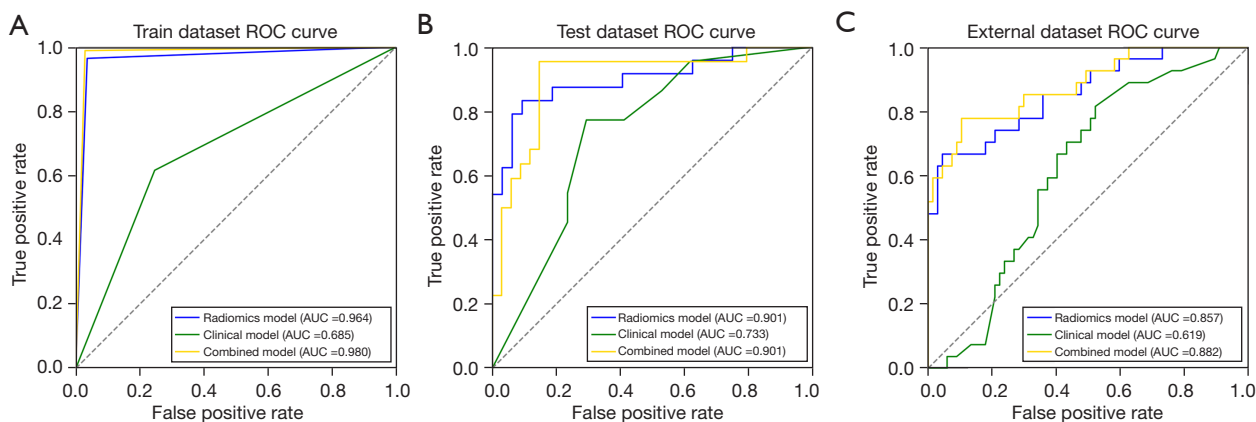 A
Train dataset ROC curve
1.0
0.8
0.6
0.4
0.2
0.0
True positive rate
Radiomics model (AUC =0.964)
Clinical model (AUC =0.685)
Combined model (AUC =0.980)
0.0 0.2 0.4 0.6 0.8 1.0
False positive rate
B
Test dataset ROC curve
1.0
0.8
0.6
0.4
0.2
0.0
True positive rate
Radiomics model (AUC =0.901)
Clinical model (AUC =0.733)
Combined model (AUC =0.901)
0.0 0.2 0.4 0.6 0.8 1.0
False positive rate
C
External dataset ROC curve
1.0
0.8
0.6
0.4
0.2
0.0
True positive rate
Radiomics model (AUC =0.857)
Clinical model (AUC =0.619)
Combined model (AUC =0.882)
0.0 0.2 0.4 0.6 0.8 1.0
False positive rate